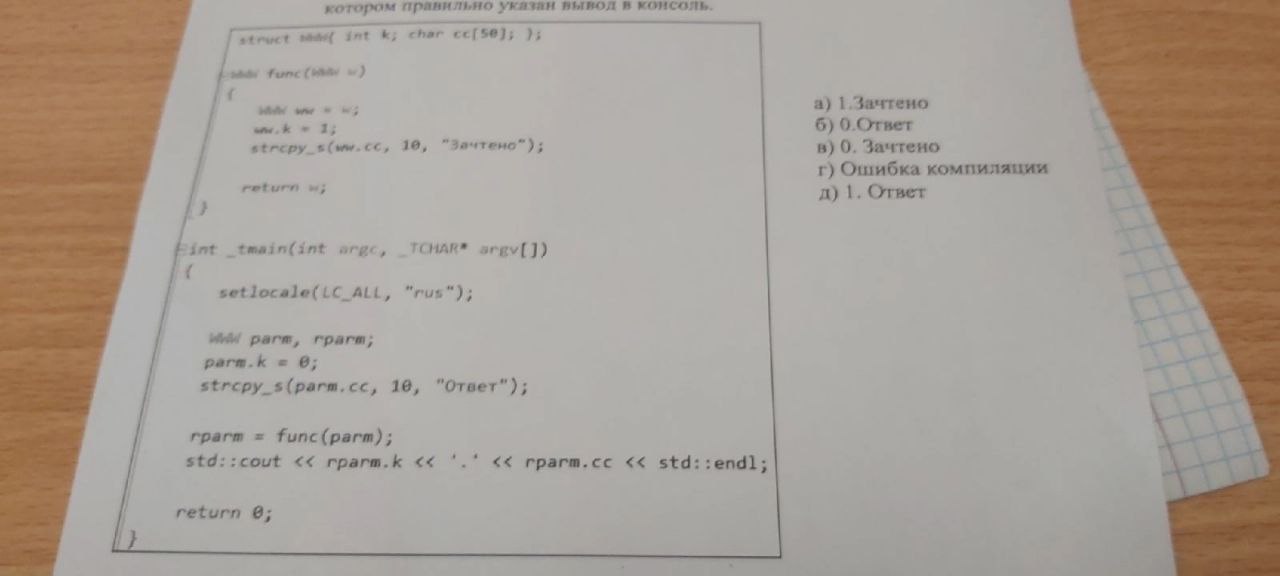 котором правильно указан вывод в консоль.
struct WWW{ int k; char cc[50]; };
WWW func(WWW w)
{
WWW ww = w;
ww.k = 1;
strcpy_s(ww.cc, 10, "Зачтено");
return w;
}
int _tmain(int argc, _TCHAR* argv[])
{
setlocale(LC_ALL, "rus");
WWW parm, rparm;
parm.k = 0;
strcpy_s(parm.cc, 10, "Ответ");
rparm = func(parm);
std::cout << rparm.k << '.' << rparm.cc << std::endl;
return 0;
}
а) 1.Зачтено
б) 0.Ответ
в) 0. Зачтено
г) Ошибка компиляции
д) 1. Ответ